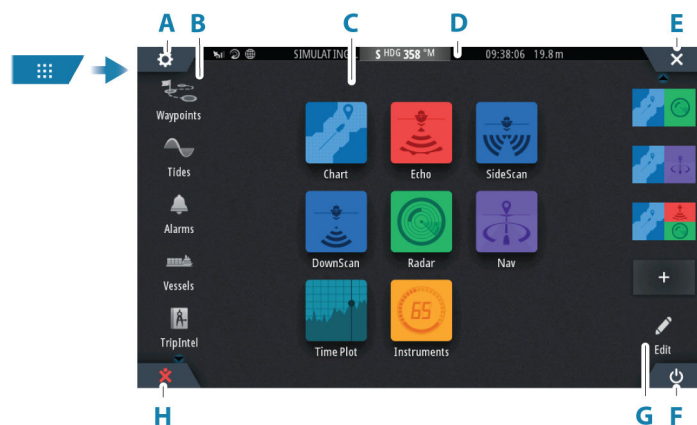 A B C D E
SIMULATING S HDG 358 °M 09:38:06 19.8 m
Waypoints
Tides
Alarms
Vessels
TripIntel
Chart Echo SideScan
DownScan Radar Nav
65
Time Plot Instruments
+
Edit
H G F